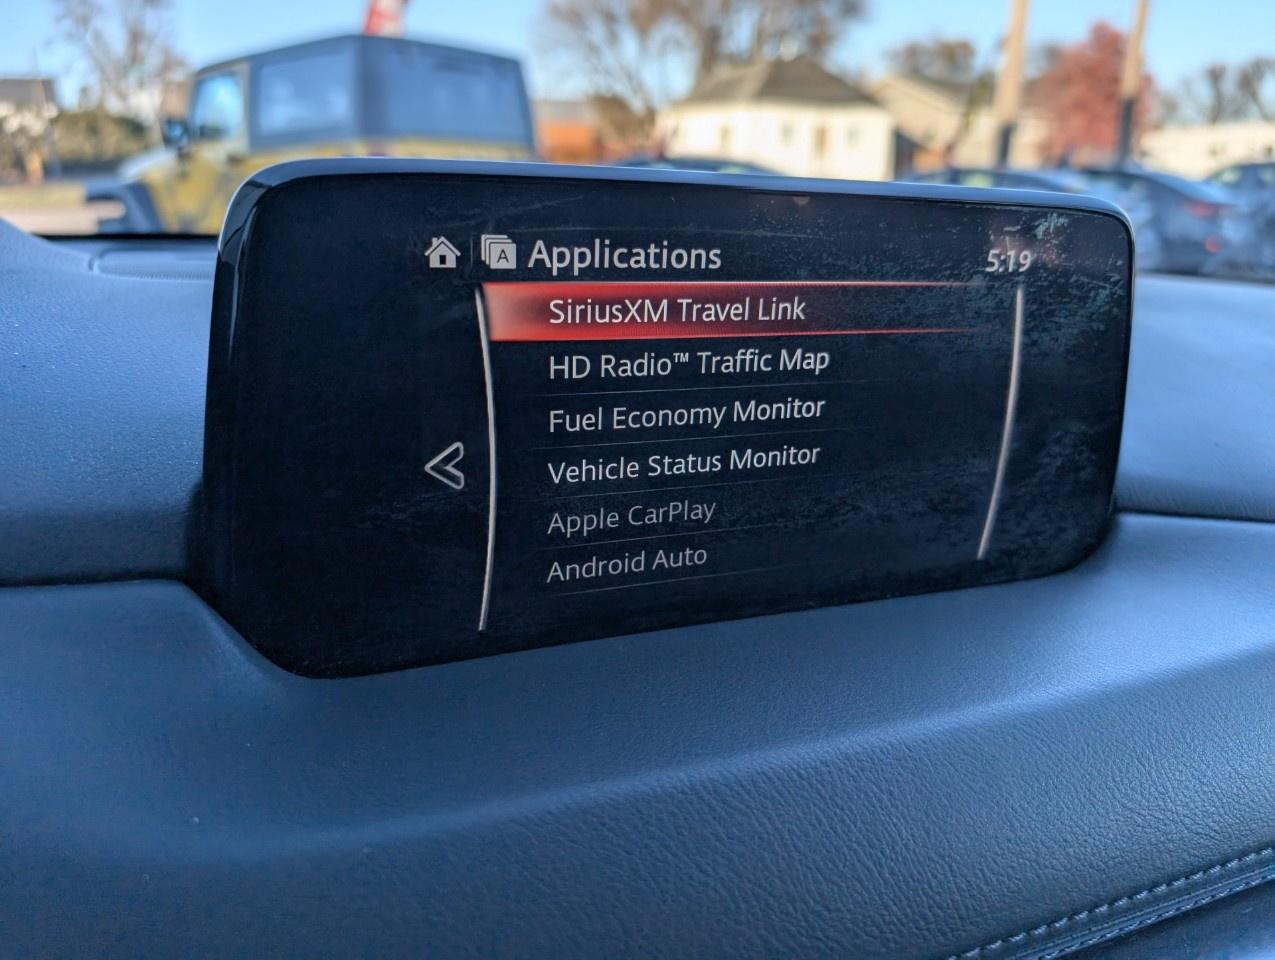 A Applications 5:19
SiriusXM Travel Link
HD Radio™ Traffic Map
Fuel Economy Monitor
Vehicle Status Monitor
Apple CarPlay
Android Auto